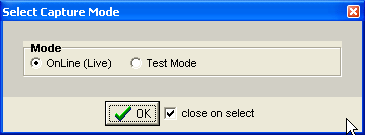 Select Capture Mode
Mode
OnLine (Live) Test Mode
OK close on select